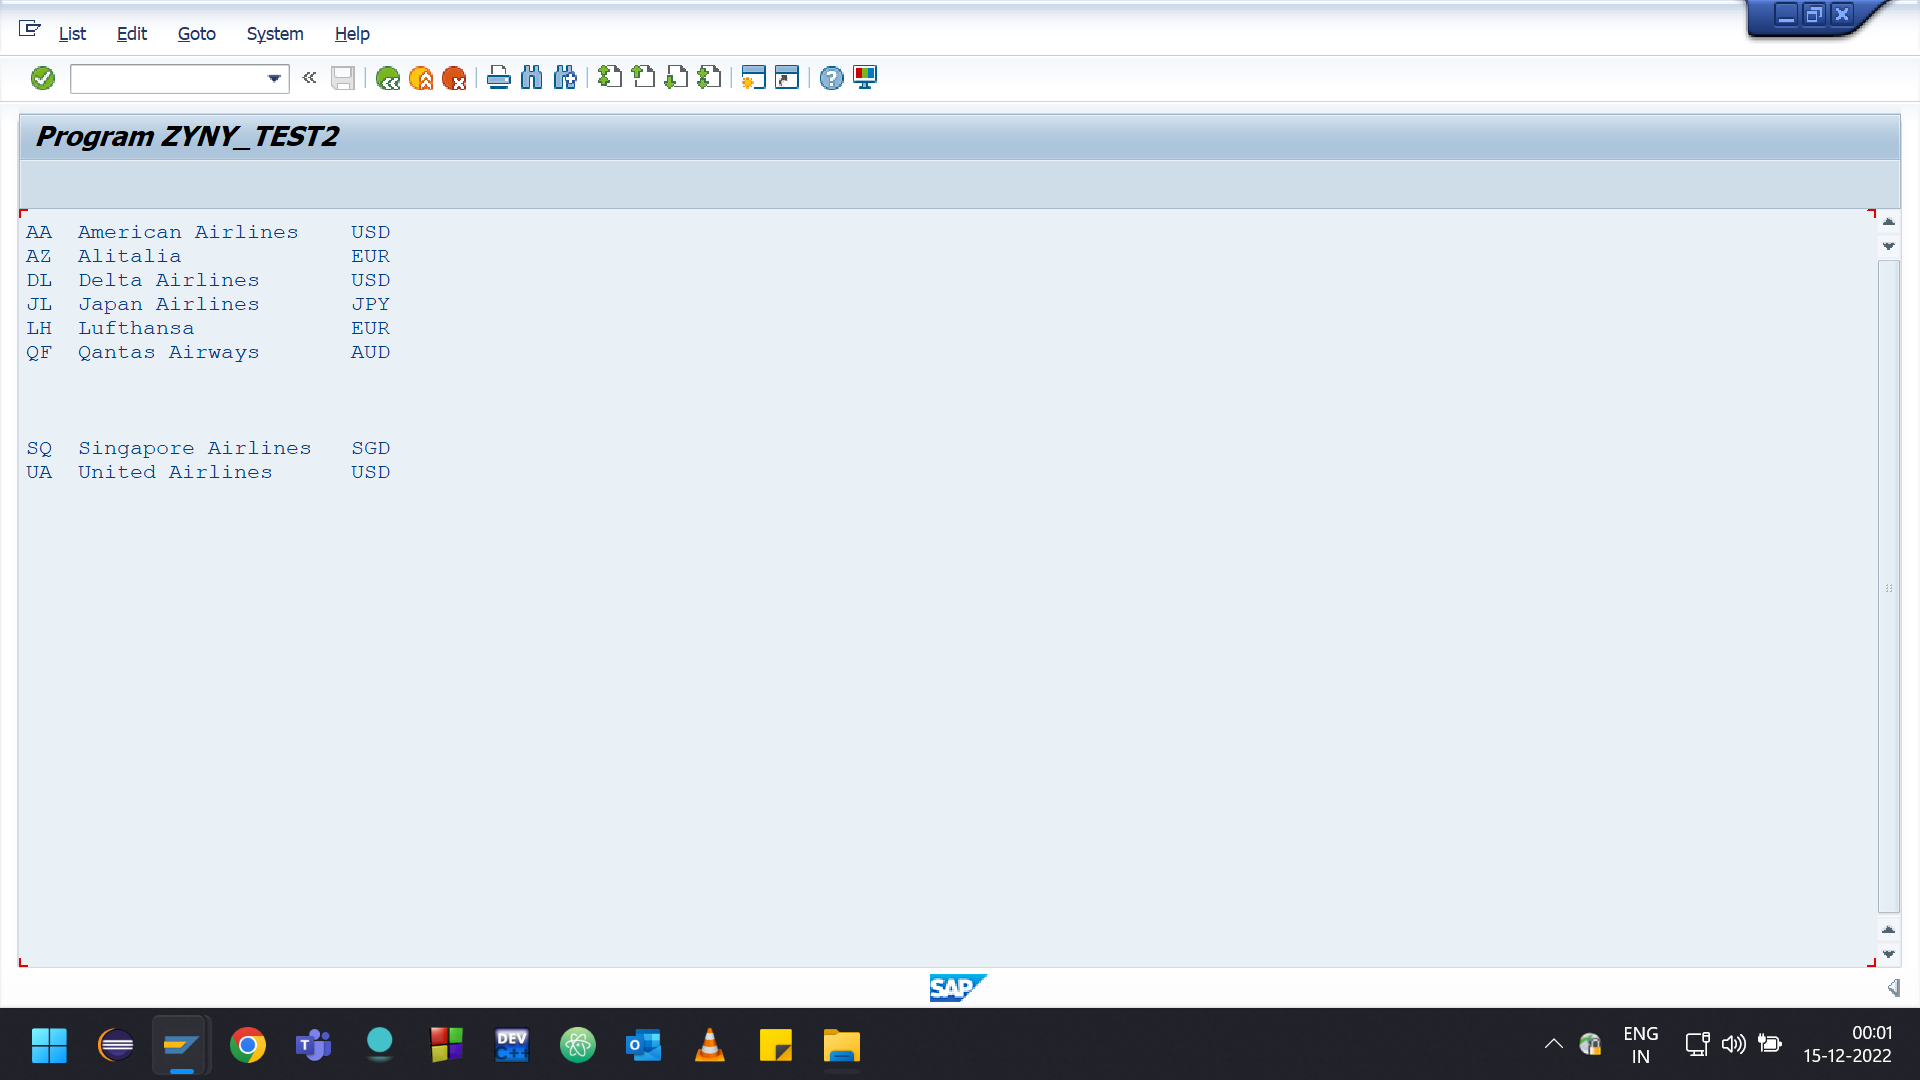 List Edit Goto System Help
Program ZYNY_TEST2
AA American Airlines USD
AZ Alitalia EUR
DL Delta Airlines USD
JL Japan Airlines JPY
LH Lufthansa EUR
QF Qantas Airways AUD
SQ Singapore Airlines SGD
UA United Airlines USD
SAP
T
DEV
C++
O
ENG
IN
00:01
15-12-2022